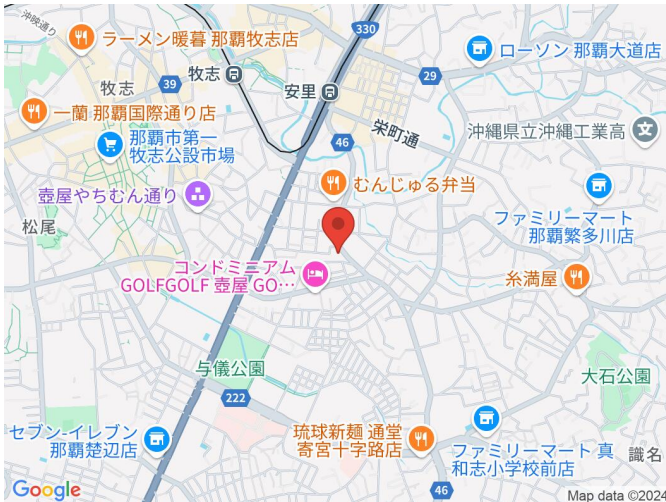 沖映通り
ラーメン暖暮 那覇牧志店
330
ローソン 那覇大道店
牧志
牧志
39
安里
29
一蘭 那覇国際通り店
那覇市第一
牧志公設市場
46
栄町通
沖縄県立沖縄工業高
むんじゅる弁当
壺屋やちむん通り
松尾
ファミリーマート
那覇繁多川店
コンドミニアム
GOLFGOLF 壺屋 GO…
糸満屋
与儀公園
222
大石公園
セブン-イレブン
那覇楚辺店
琉球新麺 通堂
寄宮十字路店
ファミリーマート 真
和志小学校前店
識名
46
Google
Map data ©2024